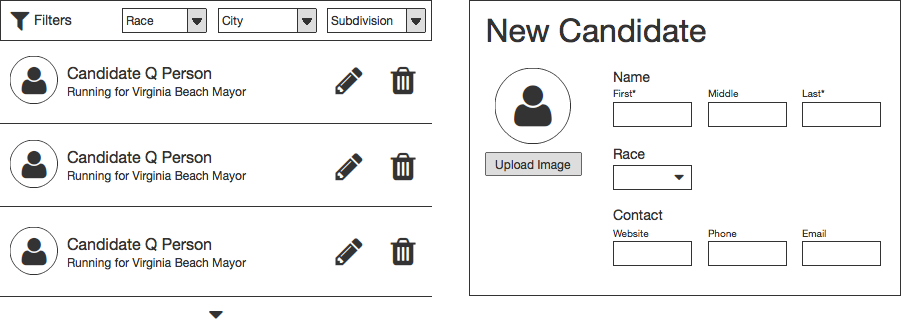 Filters Race City Subdivision
Candidate Q Person
Running for Virginia Beach Mayor
Candidate Q Person
Running for Virginia Beach Mayor
Candidate Q Person
Running for Virginia Beach Mayor
New Candidate
Name
First* Middle Last*
Upload Image
Race
Contact
Website Phone Email